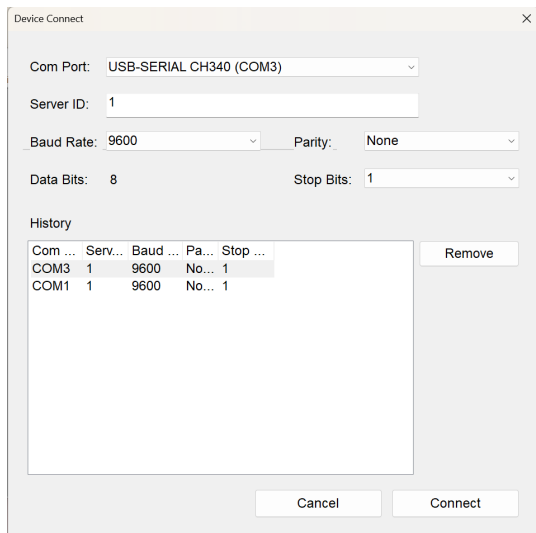 Device Connect
Com Port: USB-SERIAL CH340 (COM3)
Server ID: 1
Baud Rate: 9600 Parity: None
Data Bits: 8 Stop Bits: 1
History
Com ... Serv... Baud ... Pa... Stop ...
COM3 1 9600 No... 1
COM1 1 9600 No... 1
Remove
Cancel Connect